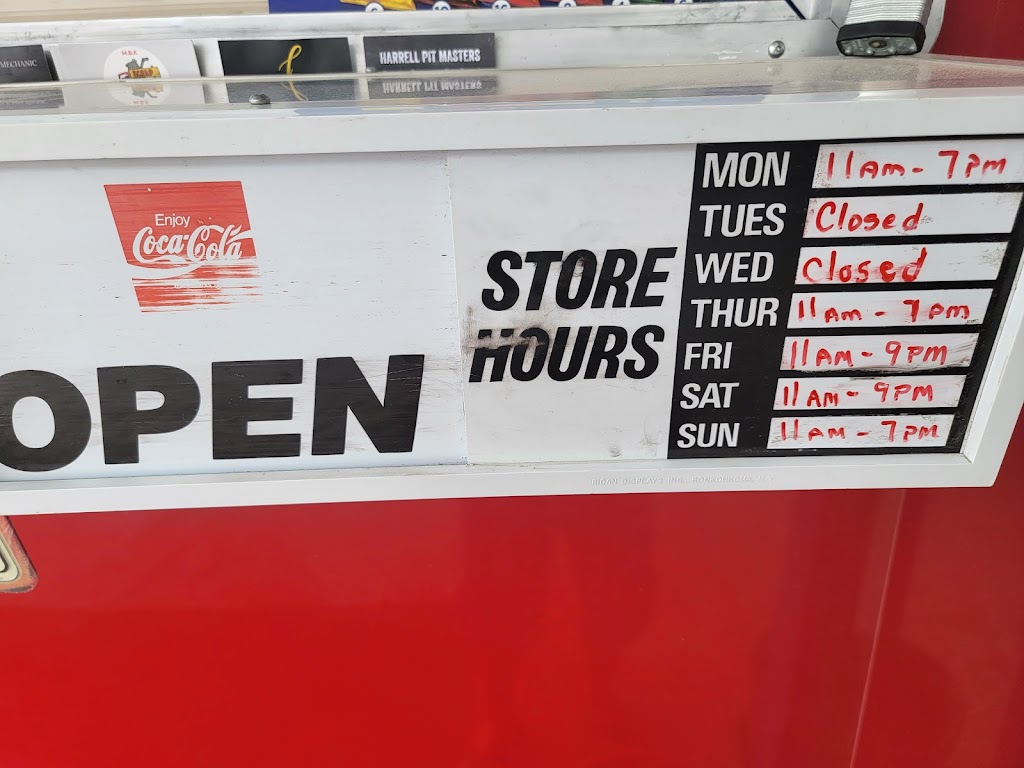 MECHANIC
M.B.F.
HARRELL PIT MASTERS
Enjoy
Coca-Cola
OPEN
STORE
HOURS
MON 11AM - 7PM
TUES Closed
WED Closed
THUR 11AM - 7PM
FRI 11AM - 9PM
SAT 11AM - 9PM
SUN 11AM - 7PM